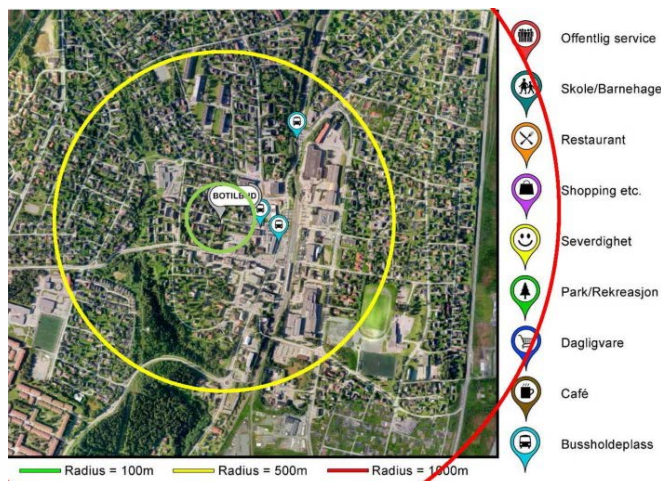 BOTILBUD
Offentlig service
Skole/Barnehage
Restaurant
Shopping etc.
Severdighet
Park/Rekreasjon
Dagligvare
Café
Bussholdeplass
Radius = 100m
Radius = 500m
Radius = 1000m